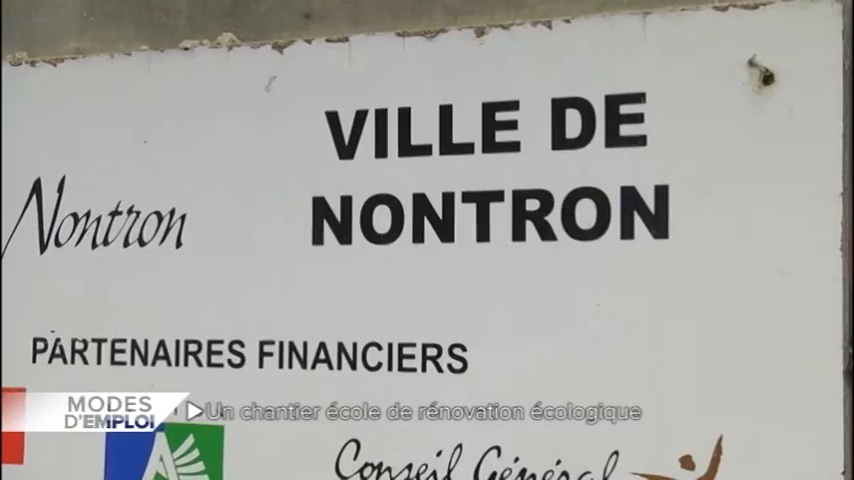 VILLE DE
NONTRON
Nontron
PARTENAIRES FINANCIERS
MODES
D'EMPLOI
Un chantier école de rénovation écologique
Conseil Général